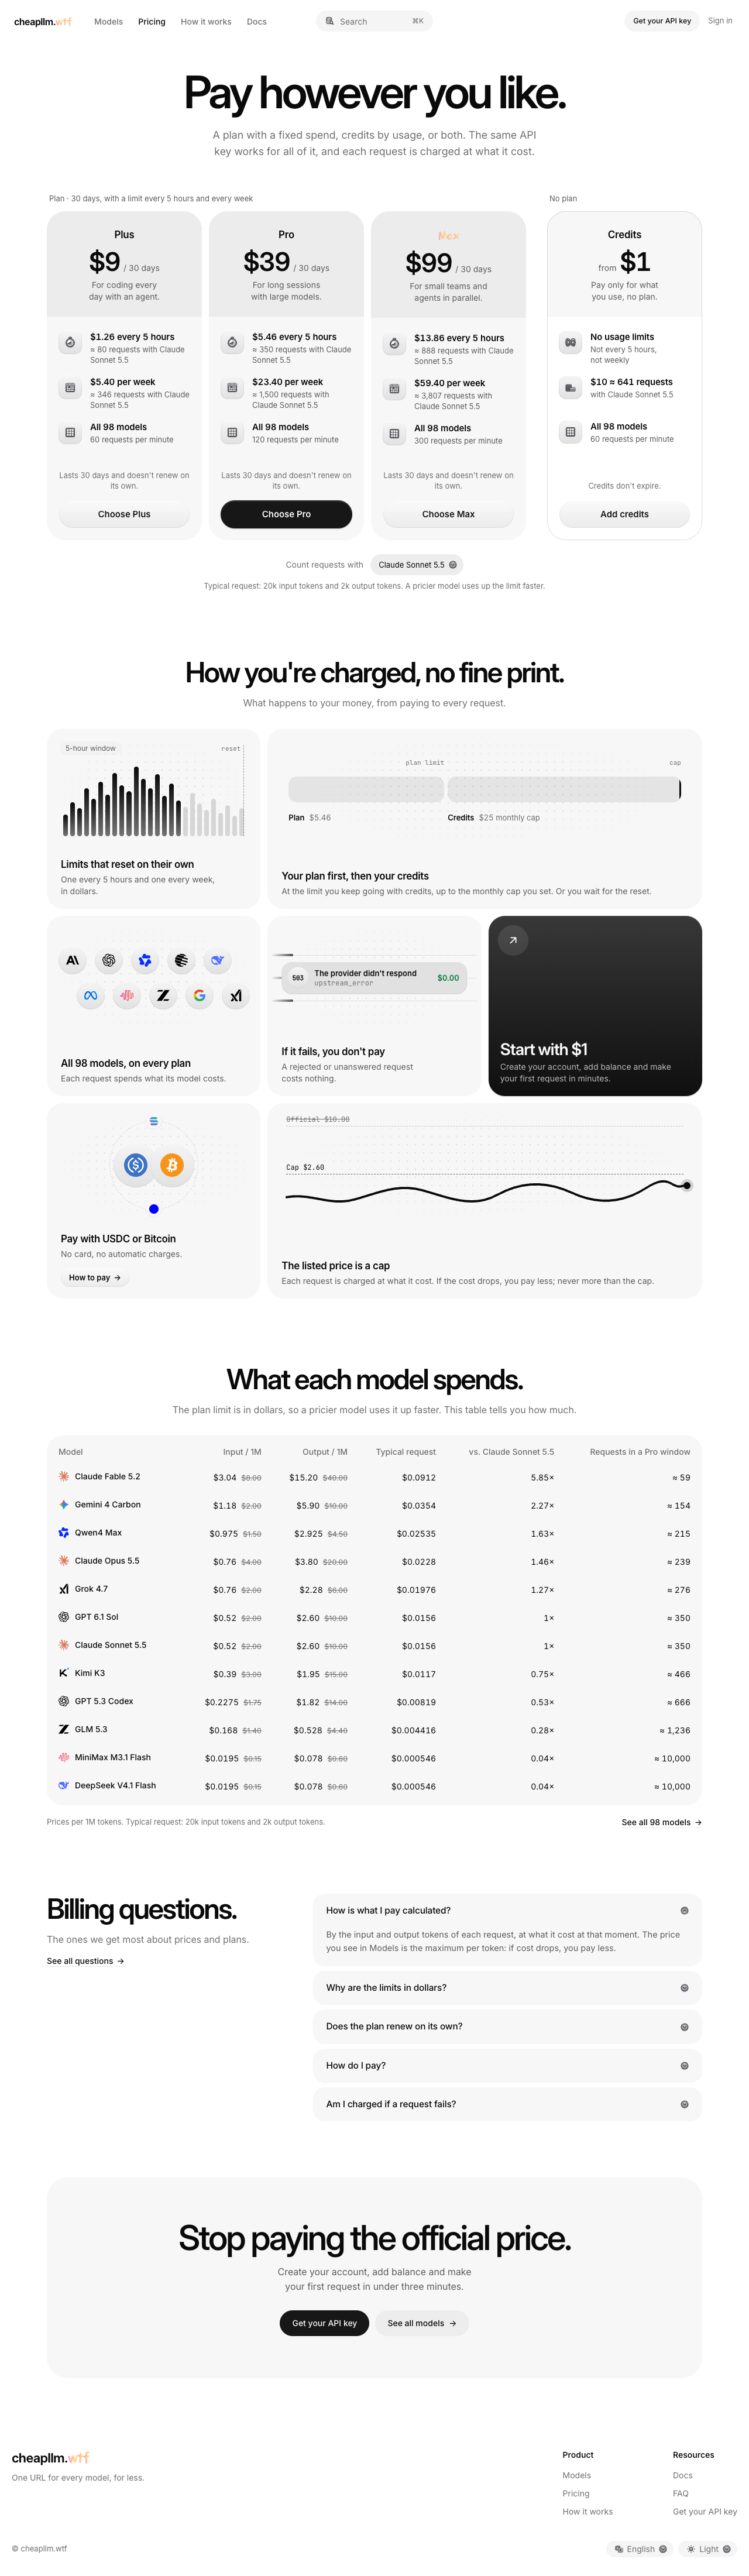 cheapllm.wtf
Models
Pricing
How it works
Docs
Search
⌘K
Get your API key
Sign in
Pay however you like.
A plan with a fixed spend, credits by usage, or both. The same API
key works for all of it, and each request is charged at what it cost.
Plan · 30 days, with a limit every 5 hours and every week
No plan
Plus
$9 / 30 days
For coding every
day with an agent.
$1.26 every 5 hours
≈ 80 requests with Claude
Sonnet 5.5
$5.40 per week
≈ 346 requests with Claude
Sonnet 5.5
All 98 models
60 requests per minute
Lasts 30 days and doesn't renew on
its own.
Choose Plus
Pro
$39 / 30 days
For long sessions
with large models.
$5.46 every 5 hours
≈ 350 requests with Claude
Sonnet 5.5
$23.40 per week
≈ 1,500 requests with
Claude Sonnet 5.5
All 98 models
120 requests per minute
Lasts 30 days and doesn't renew on
its own.
Choose Pro
Max
$99 / 30 days
For small teams and
agents in parallel.
$13.86 every 5 hours
≈ 888 requests with Claude
Sonnet 5.5
$59.40 per week
≈ 3,807 requests with
Claude Sonnet 5.5
All 98 models
300 requests per minute
Lasts 30 days and doesn't renew on
its own.
Choose Max
Credits
from $1
Pay only for what
you use, no plan.
No usage limits
Not every 5 hours,
not weekly
$10 ≈ 641 requests
with Claude Sonnet 5.5
All 98 models
60 requests per minute
Credits don't expire.
Add credits
Count requests with
Claude Sonnet 5.5
Typical request: 20k input tokens and 2k output tokens. A pricier model uses up the limit faster.
How you're charged, no fine print.
What happens to your money, from paying to every request.
5-hour window
reset
Limits that reset on their own
One every 5 hours and one every week,
in dollars.
plan limit
cap
Plan $5.46
Credits $25 monthly cap
Your plan first, then your credits
At the limit you keep going with credits, up to the monthly cap you set. Or you wait for the reset.
All 98 models, on every plan
Each request spends what its model costs.
503
The provider didn't respond
upstream_error
$0.00
If it fails, you don't pay
A rejected or unanswered request
costs nothing.
Start with $1
Create your account, add balance and make
your first request in minutes.
Pay with USDC or Bitcoin
No card, no automatic charges.
How to pay →
Official $10.00
Cap $2.60
The listed price is a cap
Each request is charged at what it cost. If the cost drops, you pay less; never more than the cap.
What each model spends.
The plan limit is in dollars, so a pricier model uses it up faster. This table tells you how much.
Model Input / 1M Output / 1M Typical request vs. Claude Sonnet 5.5 Requests in a Pro window
Claude Fable 5.2 $3.04 $8.00 $15.20 $40.00 $0.0912 5.85× ≈ 59
Gemini 4 Carbon $1.18 $2.00 $5.90 $10.00 $0.0354 2.27× ≈ 154
Qwen4 Max $0.975 $1.50 $2.925 $4.50 $0.02535 1.63× ≈ 215
Claude Opus 5.5 $0.76 $4.00 $3.80 $20.00 $0.0228 1.46× ≈ 239
Grok 4.7 $0.76 $2.00 $2.28 $6.00 $0.01976 1.27× ≈ 276
GPT 6.1 Sol $0.52 $2.00 $2.60 $10.00 $0.0156 1× ≈ 350
Claude Sonnet 5.5 $0.52 $2.00 $2.60 $10.00 $0.0156 1× ≈ 350
Kimi K3 $0.39 $3.00 $1.95 $15.00 $0.0117 0.75× ≈ 466
GPT 5.3 Codex $0.2275 $1.75 $1.82 $14.00 $0.00819 0.53× ≈ 666
GLM 5.3 $0.168 $1.40 $0.528 $4.40 $0.004416 0.28× ≈ 1,236
MiniMax M3.1 Flash $0.0195 $0.15 $0.078 $0.60 $0.000546 0.04× ≈ 10,000
DeepSeek V4.1 Flash $0.0195 $0.15 $0.078 $0.60 $0.000546 0.04× ≈ 10,000
Prices per 1M tokens. Typical request: 20k input tokens and 2k output tokens.
See all 98 models →
Billing questions.
The ones we get most about prices and plans.
See all questions →
How is what I pay calculated?
By the input and output tokens of each request, at what it cost at that moment. The price
you see in Models is the maximum per token: if cost drops, you pay less.
Why are the limits in dollars?
Does the plan renew on its own?
How do I pay?
Am I charged if a request fails?
Stop paying the official price.
Create your account, add balance and make
your first request in under three minutes.
Get your API key
See all models →
cheapllm.wtf
One URL for every model, for less.
Product
Models
Pricing
How it works
Resources
Docs
FAQ
Get your API key
© cheapllm.wtf
English
Light